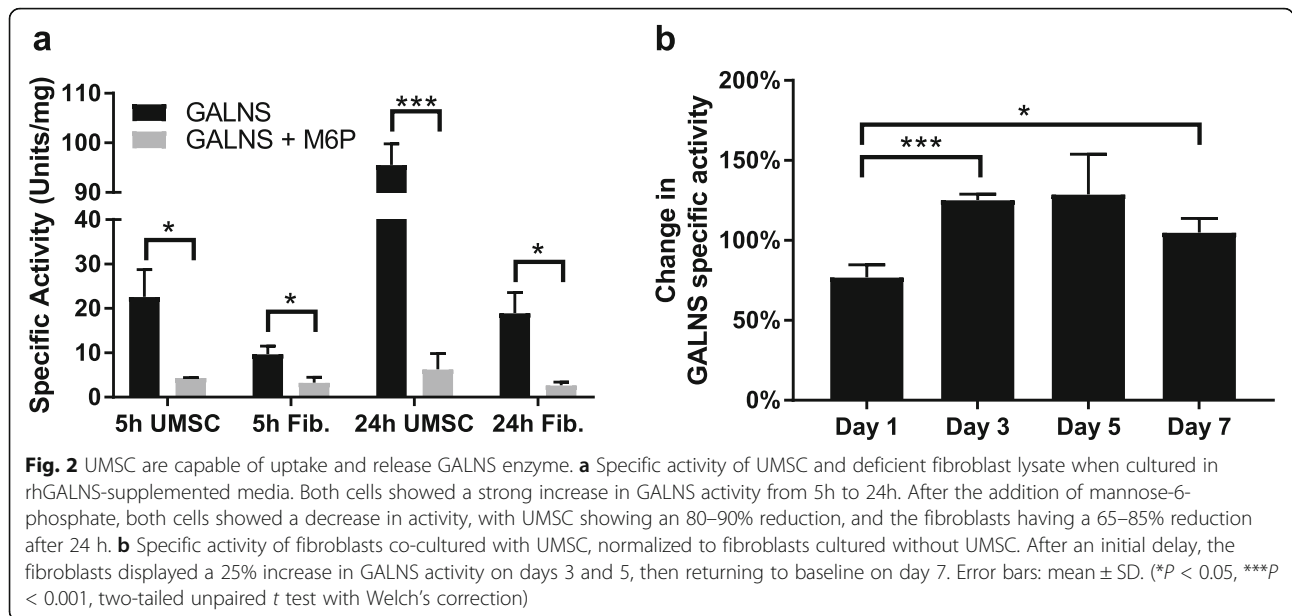 a
Specific Activity (Units/mg)
110
100
90
40
30
20
10
0
GALNS
GALNS + M6P
*
*
***
*
5h UMSC
5h Fib.
24h UMSC
24h Fib.
b
Change in
GALNS specific activity
200%
150%
100%
50%
0%
***
*
Day 1
Day 3
Day 5
Day 7
Fig. 2 UMSC are capable of uptake and release GALNS enzyme. a Specific activity of UMSC and deficient fibroblast lysate when cultured in
rhGALNS-supplemented media. Both cells showed a strong increase in GALNS activity from 5h to 24h. After the addition of mannose-6-
phosphate, both cells showed a decrease in activity, with UMSC showing an 80–90% reduction, and the fibroblasts having a 65–85% reduction
after 24 h. b Specific activity of fibroblasts co-cultured with UMSC, normalized to fibroblasts cultured without UMSC. After an initial delay, the
fibroblasts displayed a 25% increase in GALNS activity on days 3 and 5, then returning to baseline on day 7. Error bars: mean ± SD. (*P < 0.05, ***P
< 0.001, two-tailed unpaired t test with Welch's correction)